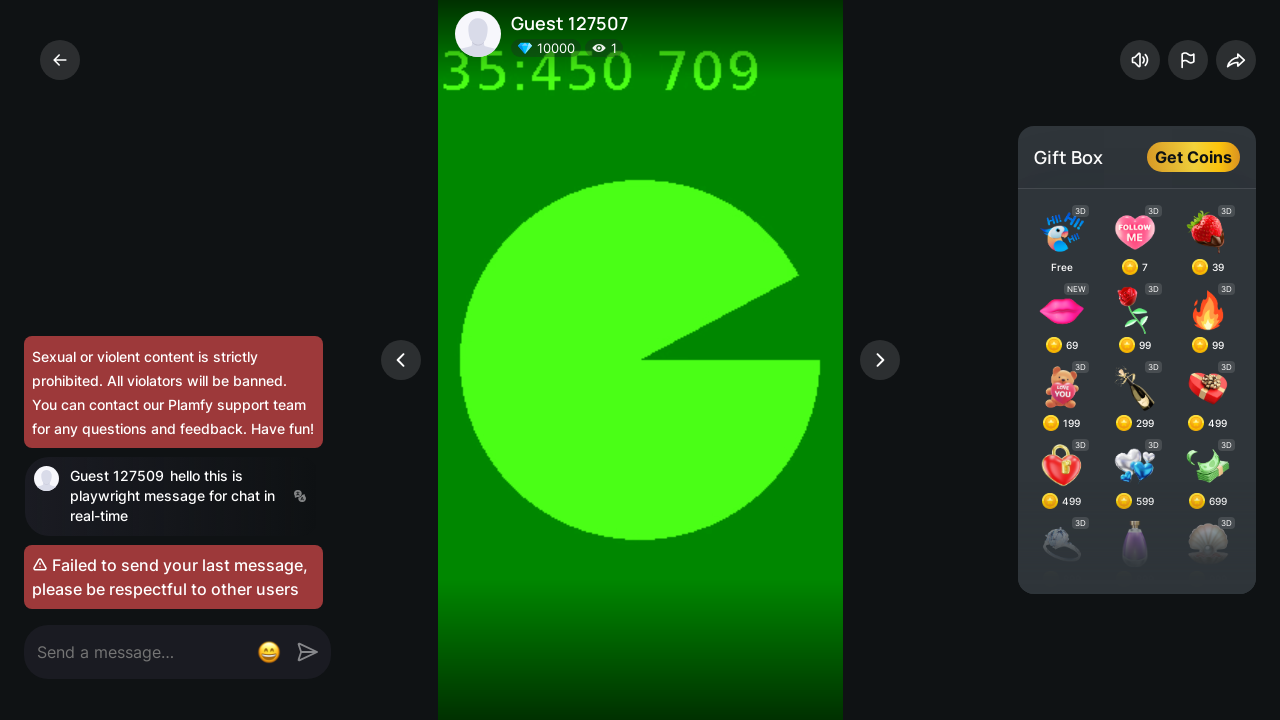 Guest 127507
10000
1
35:450 709
Gift Box
Get Coins
3D
3D
3D
HI! HI! HI!
FOLLOW
ME
Free
7
39
NEW
3D
3D
69
99
99
3D
3D
3D
LOVE
YOU
199
299
499
3D
3D
3D
499
599
699
3D
3D
Sexual or violent content is strictly
prohibited. All violators will be banned.
You can contact our Plamfy support team
for any questions and feedback. Have fun!
Guest 127509 hello this is
playwright message for chat in
real-time
Failed to send your last message,
please be respectful to other users
Send a message...